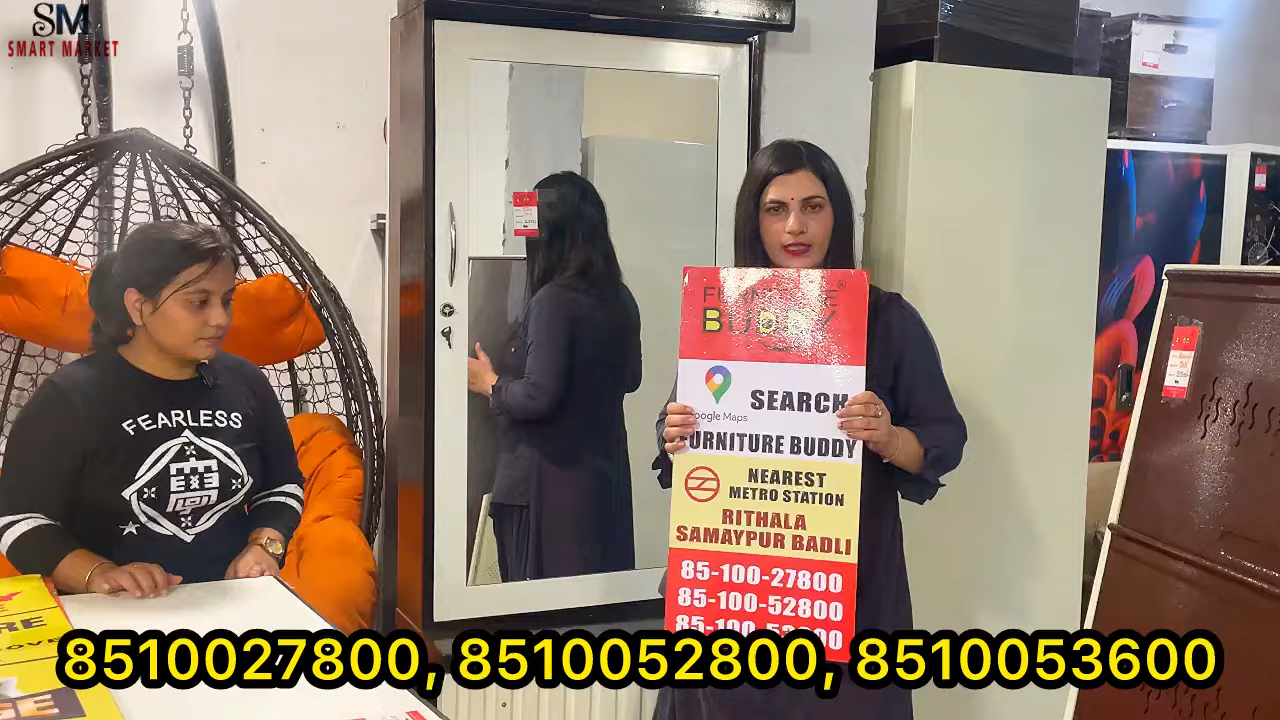 SM
SMART MARKET
FEARLESS
FURNITURE
BUDDY
Google Maps
SEARCH
FURNITURE BUDDY
NEAREST
METRO STATION
RITHALA
SAMAYPUR BADLI
85-100-27800
85-100-52800
8510027800, 8510052800, 8510053600